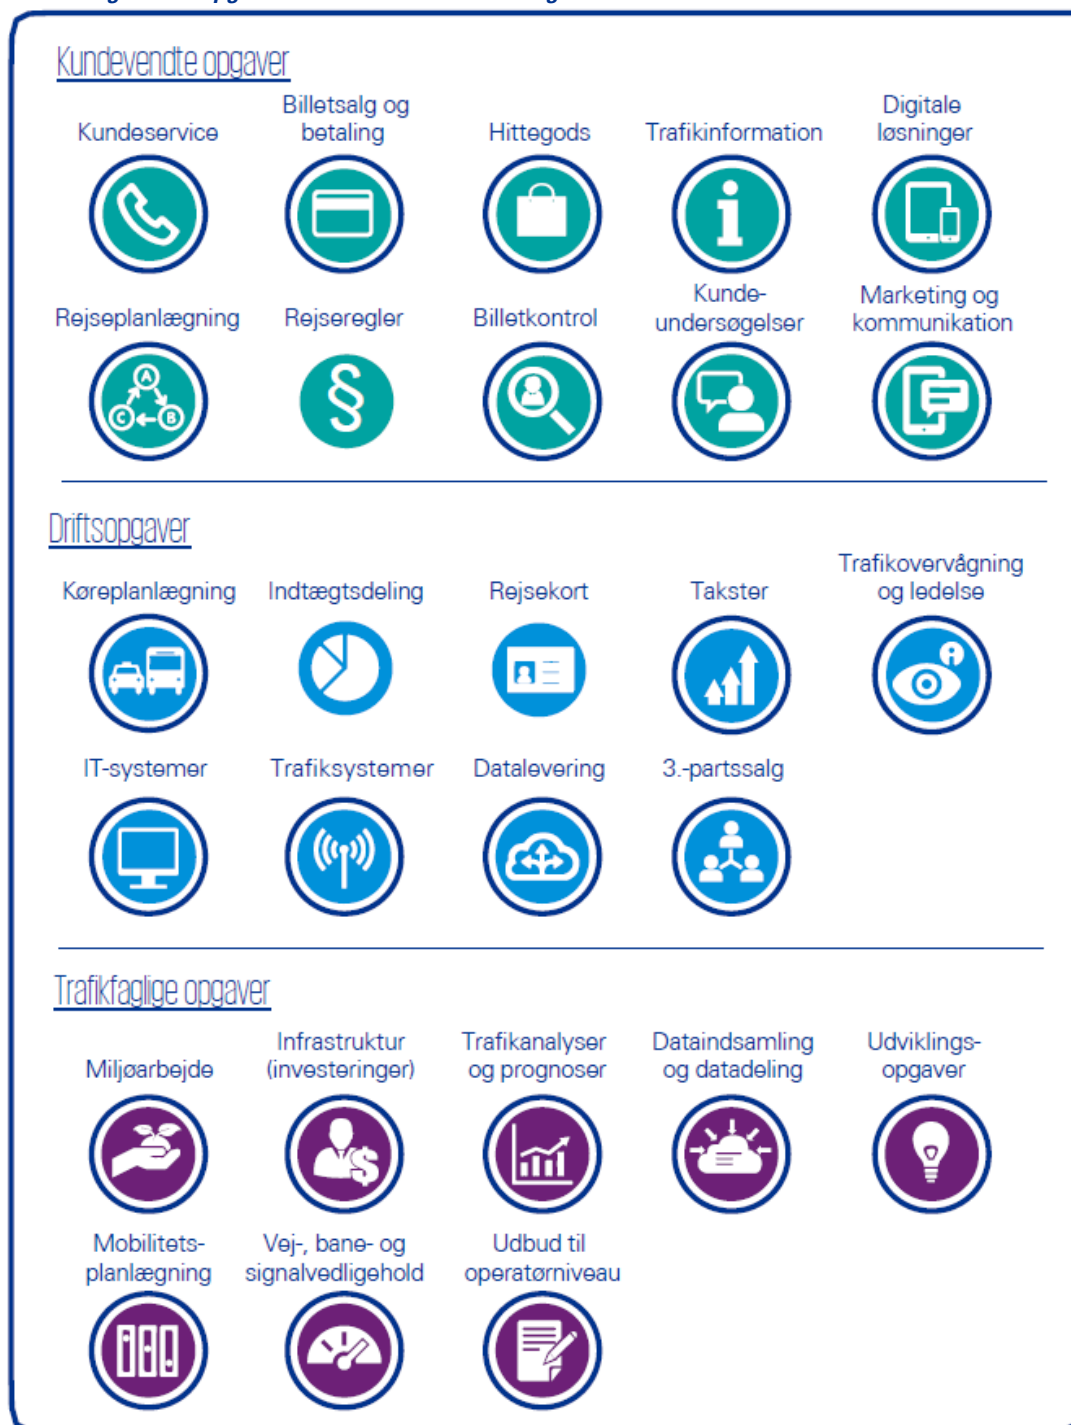 Kundevendte opgaver
Kundeservice
Billetsalg og
betaling
Hittegods
Trafikinformation
Digitale
løsninger
Rejseplanlægning
Rejseregler
§
Billetkontrol
Kunde-
undersøgelser
Marketing og
kommunikation
A
C
B
Driftsopgaver
Køreplanlægning
Indtægtsdeling
Rejsekort
Takster
Trafikovervågning
og ledelse
IT-systemer
Trafiksystemer
Datalevering
3.-partssalg
Trafikfaglige opgaver
Miljøarbejde
Infrastruktur
(investeringer)
Trafikanalyser
og prognoser
Dataindsamling
og datadeling
Udviklings-
opgaver
$
Mobilitets-
planlægning
Vej-, bane- og
signalvedligehold
Udbud til
operatørniveau